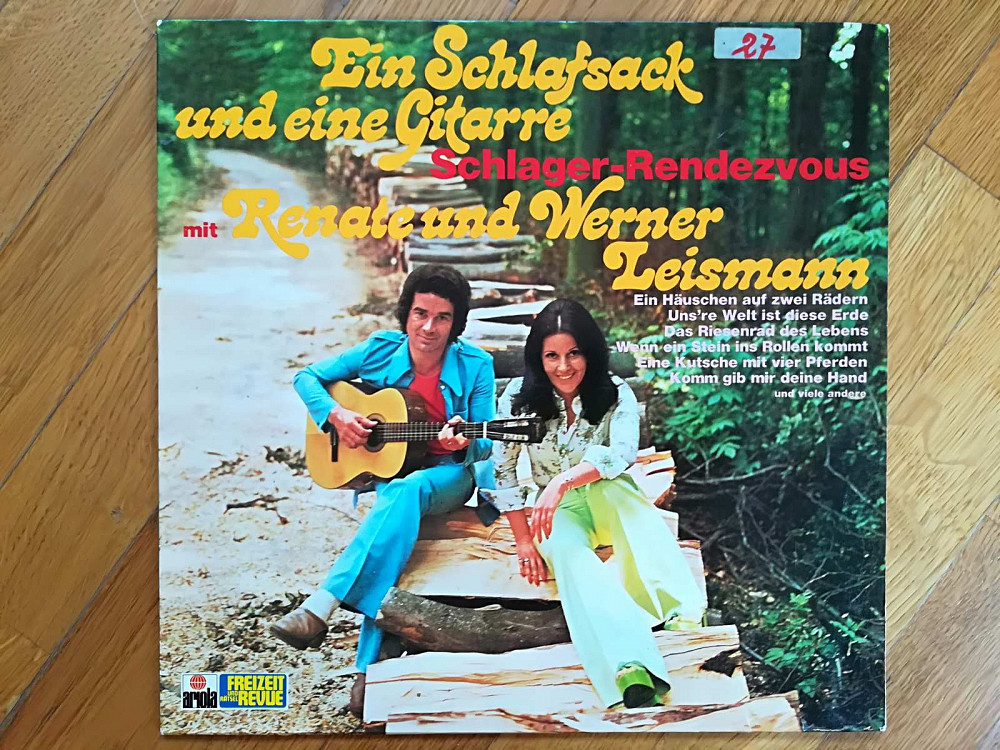 27
Ein Schlafsack
und eine Gitarre
Schlager-Rendezvous
mit Renate und Werner
Leismann
Ein Häuschen auf zwei Rädern
Uns're Welt ist diese Erde
Das Riesenrad des Lebens
Wenn ein Stein ins Rollen kommt
Eine Kutsche mit vier Pferden
Komm gib mir deine Hand
und viele andere
ariola
FREIZEIT
UND RÄTSEL REVUE